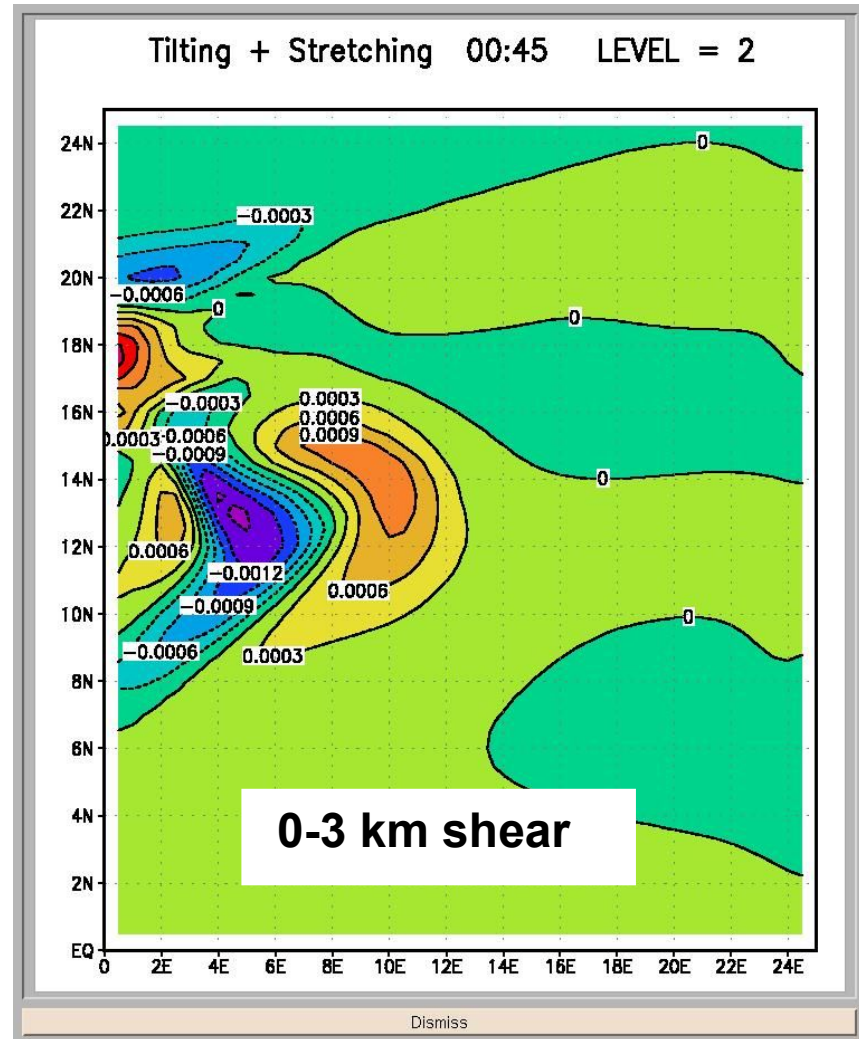 Tilting + Stretching 00:45 LEVEL = 2
24N
0
22N
-0.0003
20N
-0.0006
0
0
18N
16N
-0.0003
0.0003
0.0006
0.0003
-0.0006
0.0009
-0.0009
14N
0
12N
0.0006
-0.0012
0.0006
10N
-0.0009
0
-0.0006
0.0003
8N
6N
4N
0-3 km shear
2N
EQ
0 2E 4E 6E 8E 10E 12E 14E 16E 18E 20E 22E 24E
Dismiss